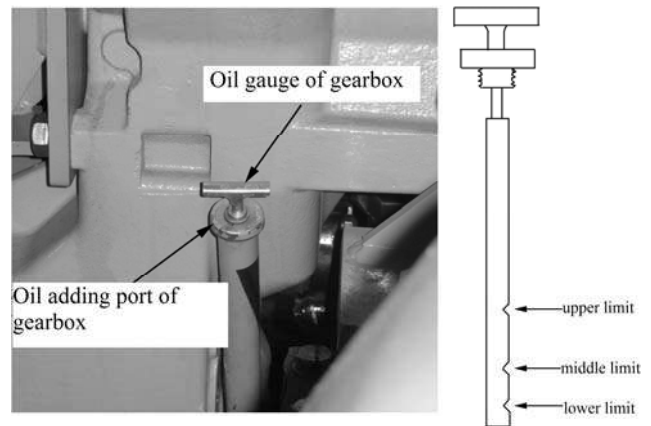 Oil gauge of gearbox
Oil adding port of
gearbox
upper limit
middle limit
lower limit